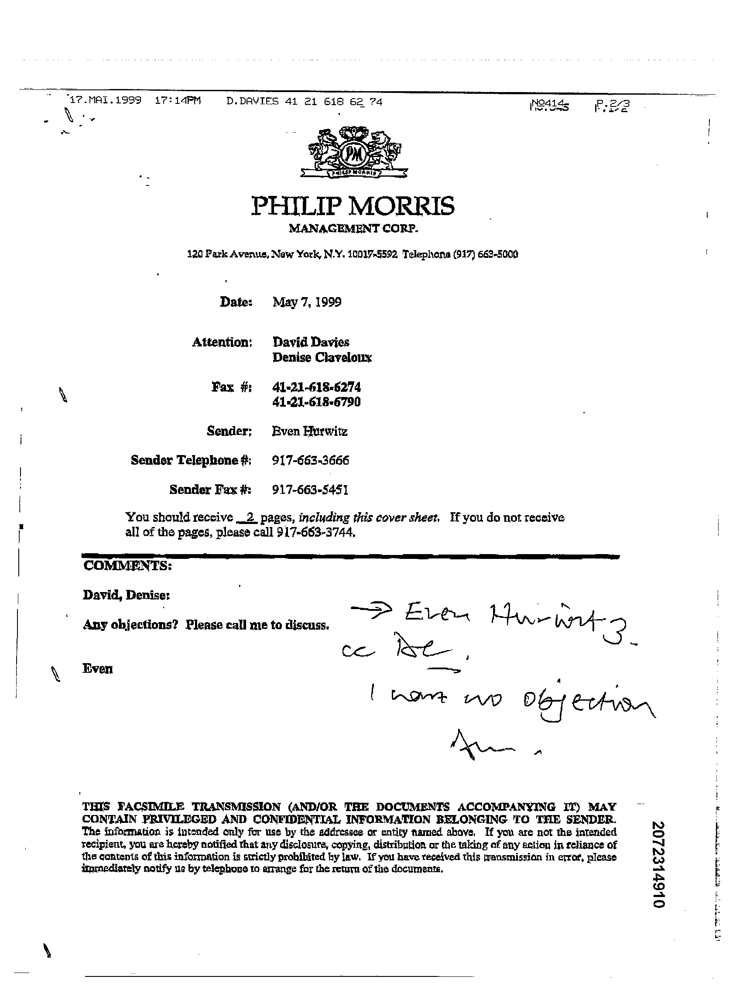 17.MAI.1999 17:14PM D.DAVIES 41 21 618 62 74 P.2/3
PM
PHILIP MORRIS
PHILIP MORRIS
MANAGEMENT CORP.
120 Park Avenue, New York, N.Y. 10017-5592 Telephone (917) 663-5000
Date: May 7, 1999
Attention: David Davies
Denise Claveloux
Fax #: 41-21-618-6274
41-21-618-6790
Sender: Even Hurwitz
Sender Telephone #: 917-663-3666
Sender Fax #: 917-663-5451
You should receive 2 pages, including this cover sheet. If you do not receive
all of the pages, please call 917-663-3744.
COMMENTS:
David, Denise:
Any objections? Please call me to discuss.
Even
→ Even Hurwitz.
cc
I have no objection
THIS FACSIMILE TRANSMISSION (AND/OR THE DOCUMENTS ACCOMPANYING IT) MAY
CONTAIN PRIVILEGED AND CONFIDENTIAL INFORMATION BELONGING TO THE SENDER.
The information is intended only for use by the addressee or entity named above. If you are not the intended
recipient, you are hereby notified that any disclosure, copying, distribution or the taking of any action in reliance of
the contents of this information is strictly prohibited by law. If you have received this transmission in error, please
immediately notify us by telephone to arrange for the return of the documents.
2072314910